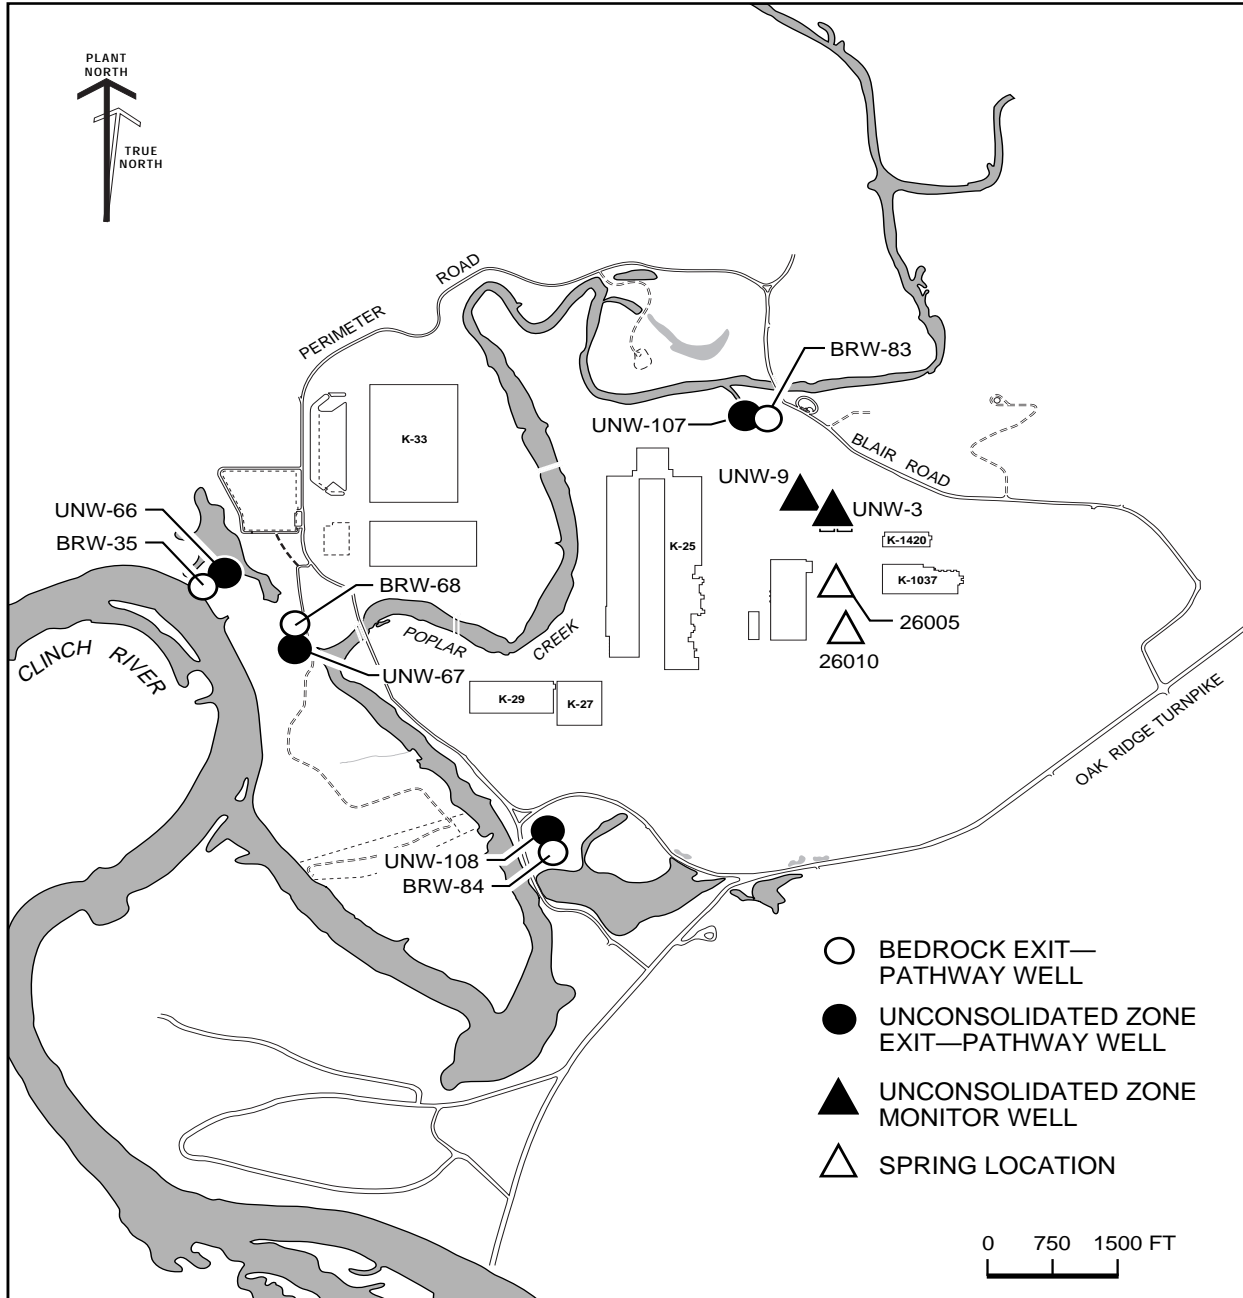 PLANT
NORTH
TRUE
NORTH
PERIMETER ROAD
BRW-83
UNW-107
BLAIR ROAD
K-33
UNW-9
UNW-3
UNW-66
BRW-35
K-25
K-1420
K-1037
BRW-68
26005
POPLAR CREEK
26010
CLINCH RIVER
UNW-67
K-29
K-27
OAK RIDGE TURNPIKE
UNW-108
BRW-84
BEDROCK EXIT—
PATHWAY WELL
UNCONSOLIDATED ZONE
EXIT—PATHWAY WELL
UNCONSOLIDATED ZONE
MONITOR WELL
SPRING LOCATION
0 750 1500 FT